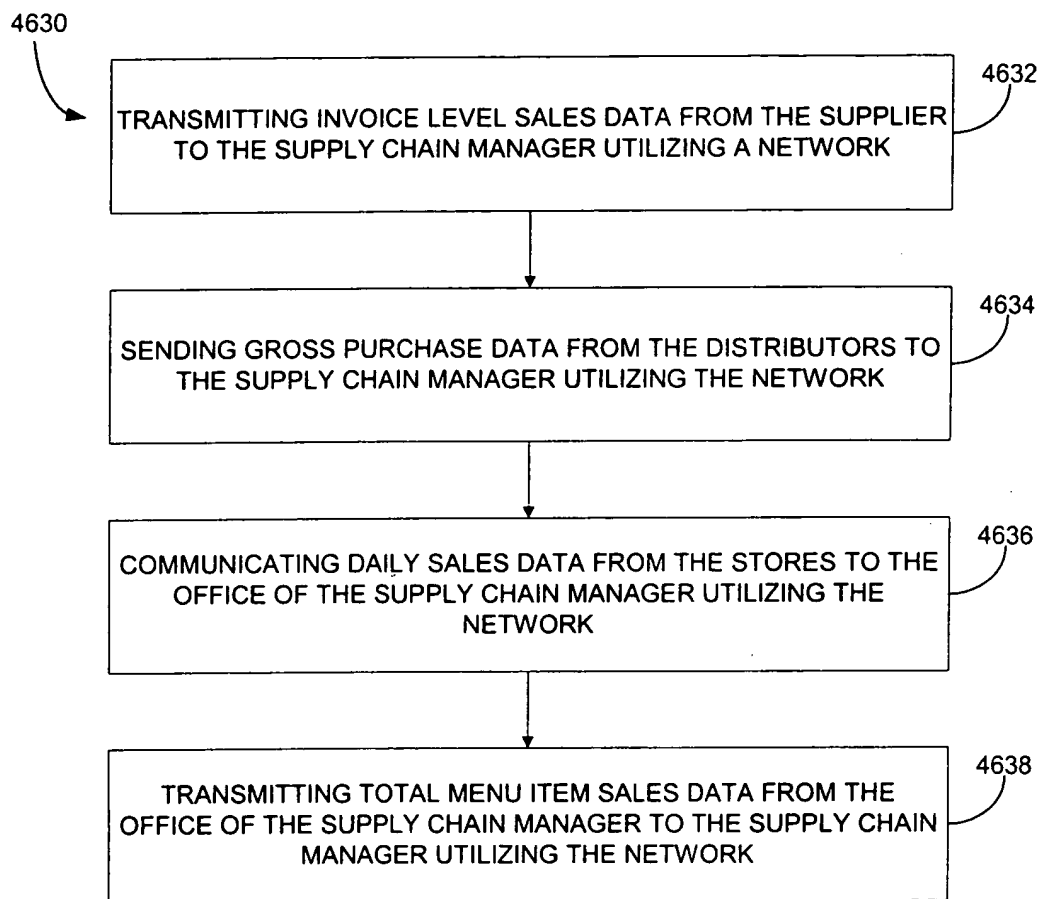 4630
4632
TRANSMITTING INVOICE LEVEL SALES DATA FROM THE SUPPLIER
TO THE SUPPLY CHAIN MANAGER UTILIZING A NETWORK
4634
SENDING GROSS PURCHASE DATA FROM THE DISTRIBUTORS TO
THE SUPPLY CHAIN MANAGER UTILIZING THE NETWORK
4636
COMMUNICATING DAILY SALES DATA FROM THE STORES TO THE
OFFICE OF THE SUPPLY CHAIN MANAGER UTILIZING THE
NETWORK
4638
TRANSMITTING TOTAL MENU ITEM SALES DATA FROM THE
OFFICE OF THE SUPPLY CHAIN MANAGER TO THE SUPPLY CHAIN
MANAGER UTILIZING THE NETWORK